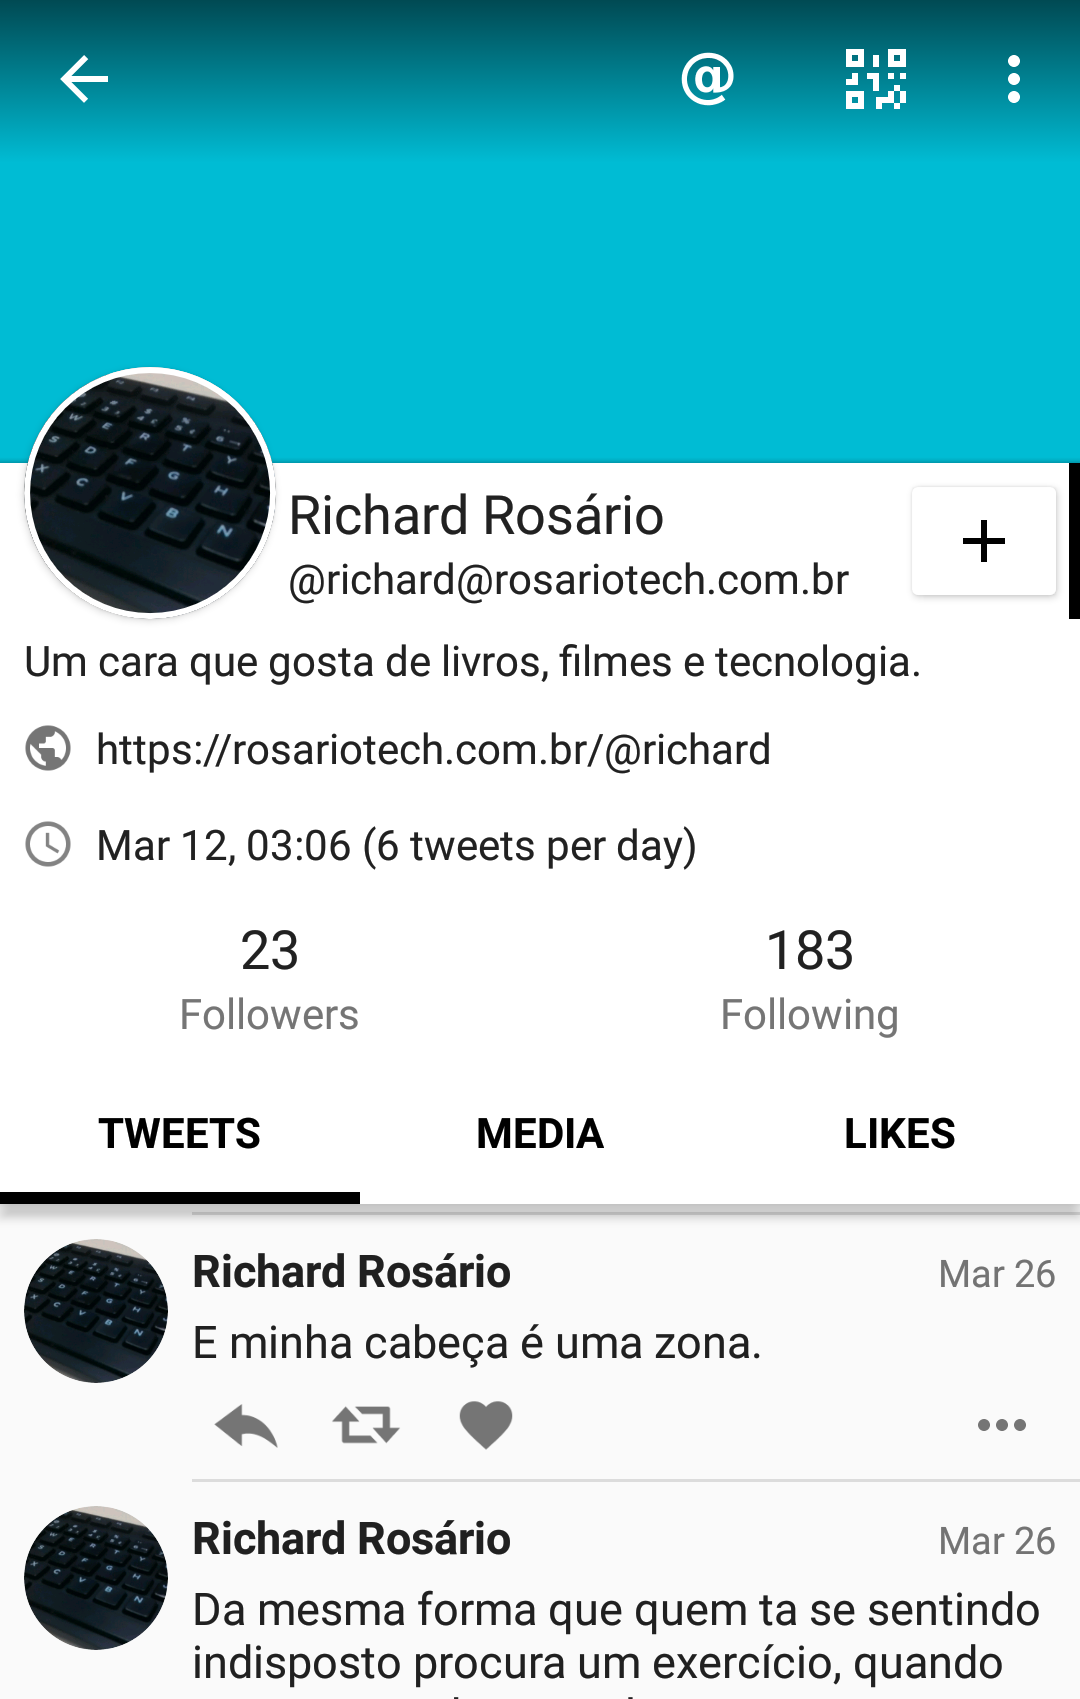 Richard Rosário
@richard@rosariotech.com.br
Um cara que gosta de livros, filmes e tecnologia.
https://rosariotech.com.br/@richard
Mar 12, 03:06 (6 tweets per day)
23 183
Followers Following
TWEETS MEDIA LIKES
Richard Rosário Mar 26
E minha cabeça é uma zona.
Richard Rosário Mar 26
Da mesma forma que quem ta se sentindo
indisposto procura um exercício, quando